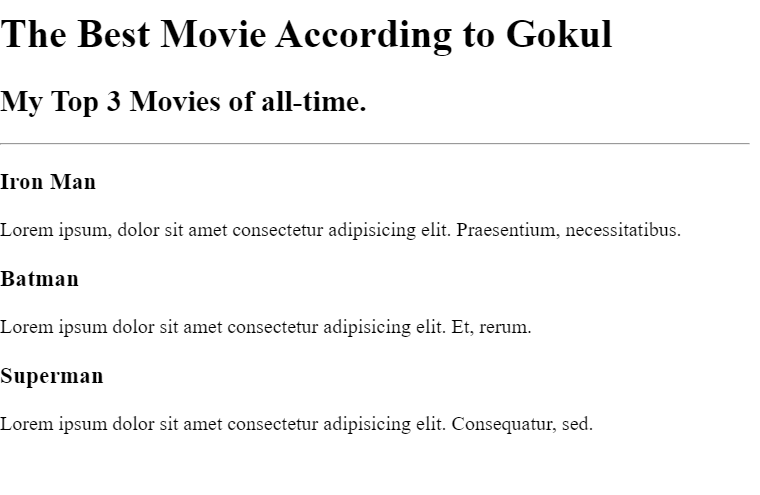 The Best Movie According to Gokul
My Top 3 Movies of all-time.
Iron Man
Lorem ipsum, dolor sit amet consectetur adipisicing elit. Praesentium, necessitatibus.
Batman
Lorem ipsum dolor sit amet consectetur adipisicing elit. Et, rerum.
Superman
Lorem ipsum dolor sit amet consectetur adipisicing elit. Consequatur, sed.